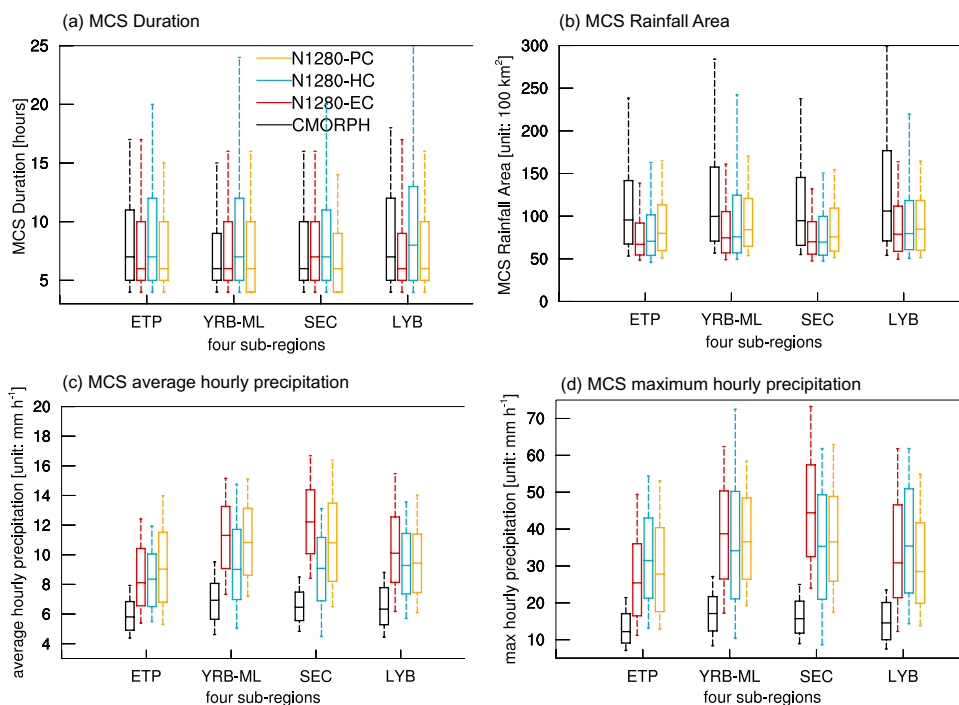 (a) MCS Duration
MCS Duration [hours]
25
20
15
10
5
N1280-PC
N1280-HC
N1280-EC
CMORPH
ETP YRB-ML SEC LYB
four sub-regions
(b) MCS Rainfall Area
MCS Rainfall Area [unit: 100 km²]
300
250
200
150
100
50
0
ETP YRB-ML SEC LYB
four sub-regions
(c) MCS average hourly precipitation
average hourly precipitation [unit: mm h⁻¹]
20
18
16
14
12
10
8
6
4
ETP YRB-ML SEC LYB
four sub-regions
(d) MCS maximum hourly precipitation
max hourly precipitation [unit: mm h⁻¹]
70
60
50
40
30
20
10
ETP YRB-ML SEC LYB
four sub-regions